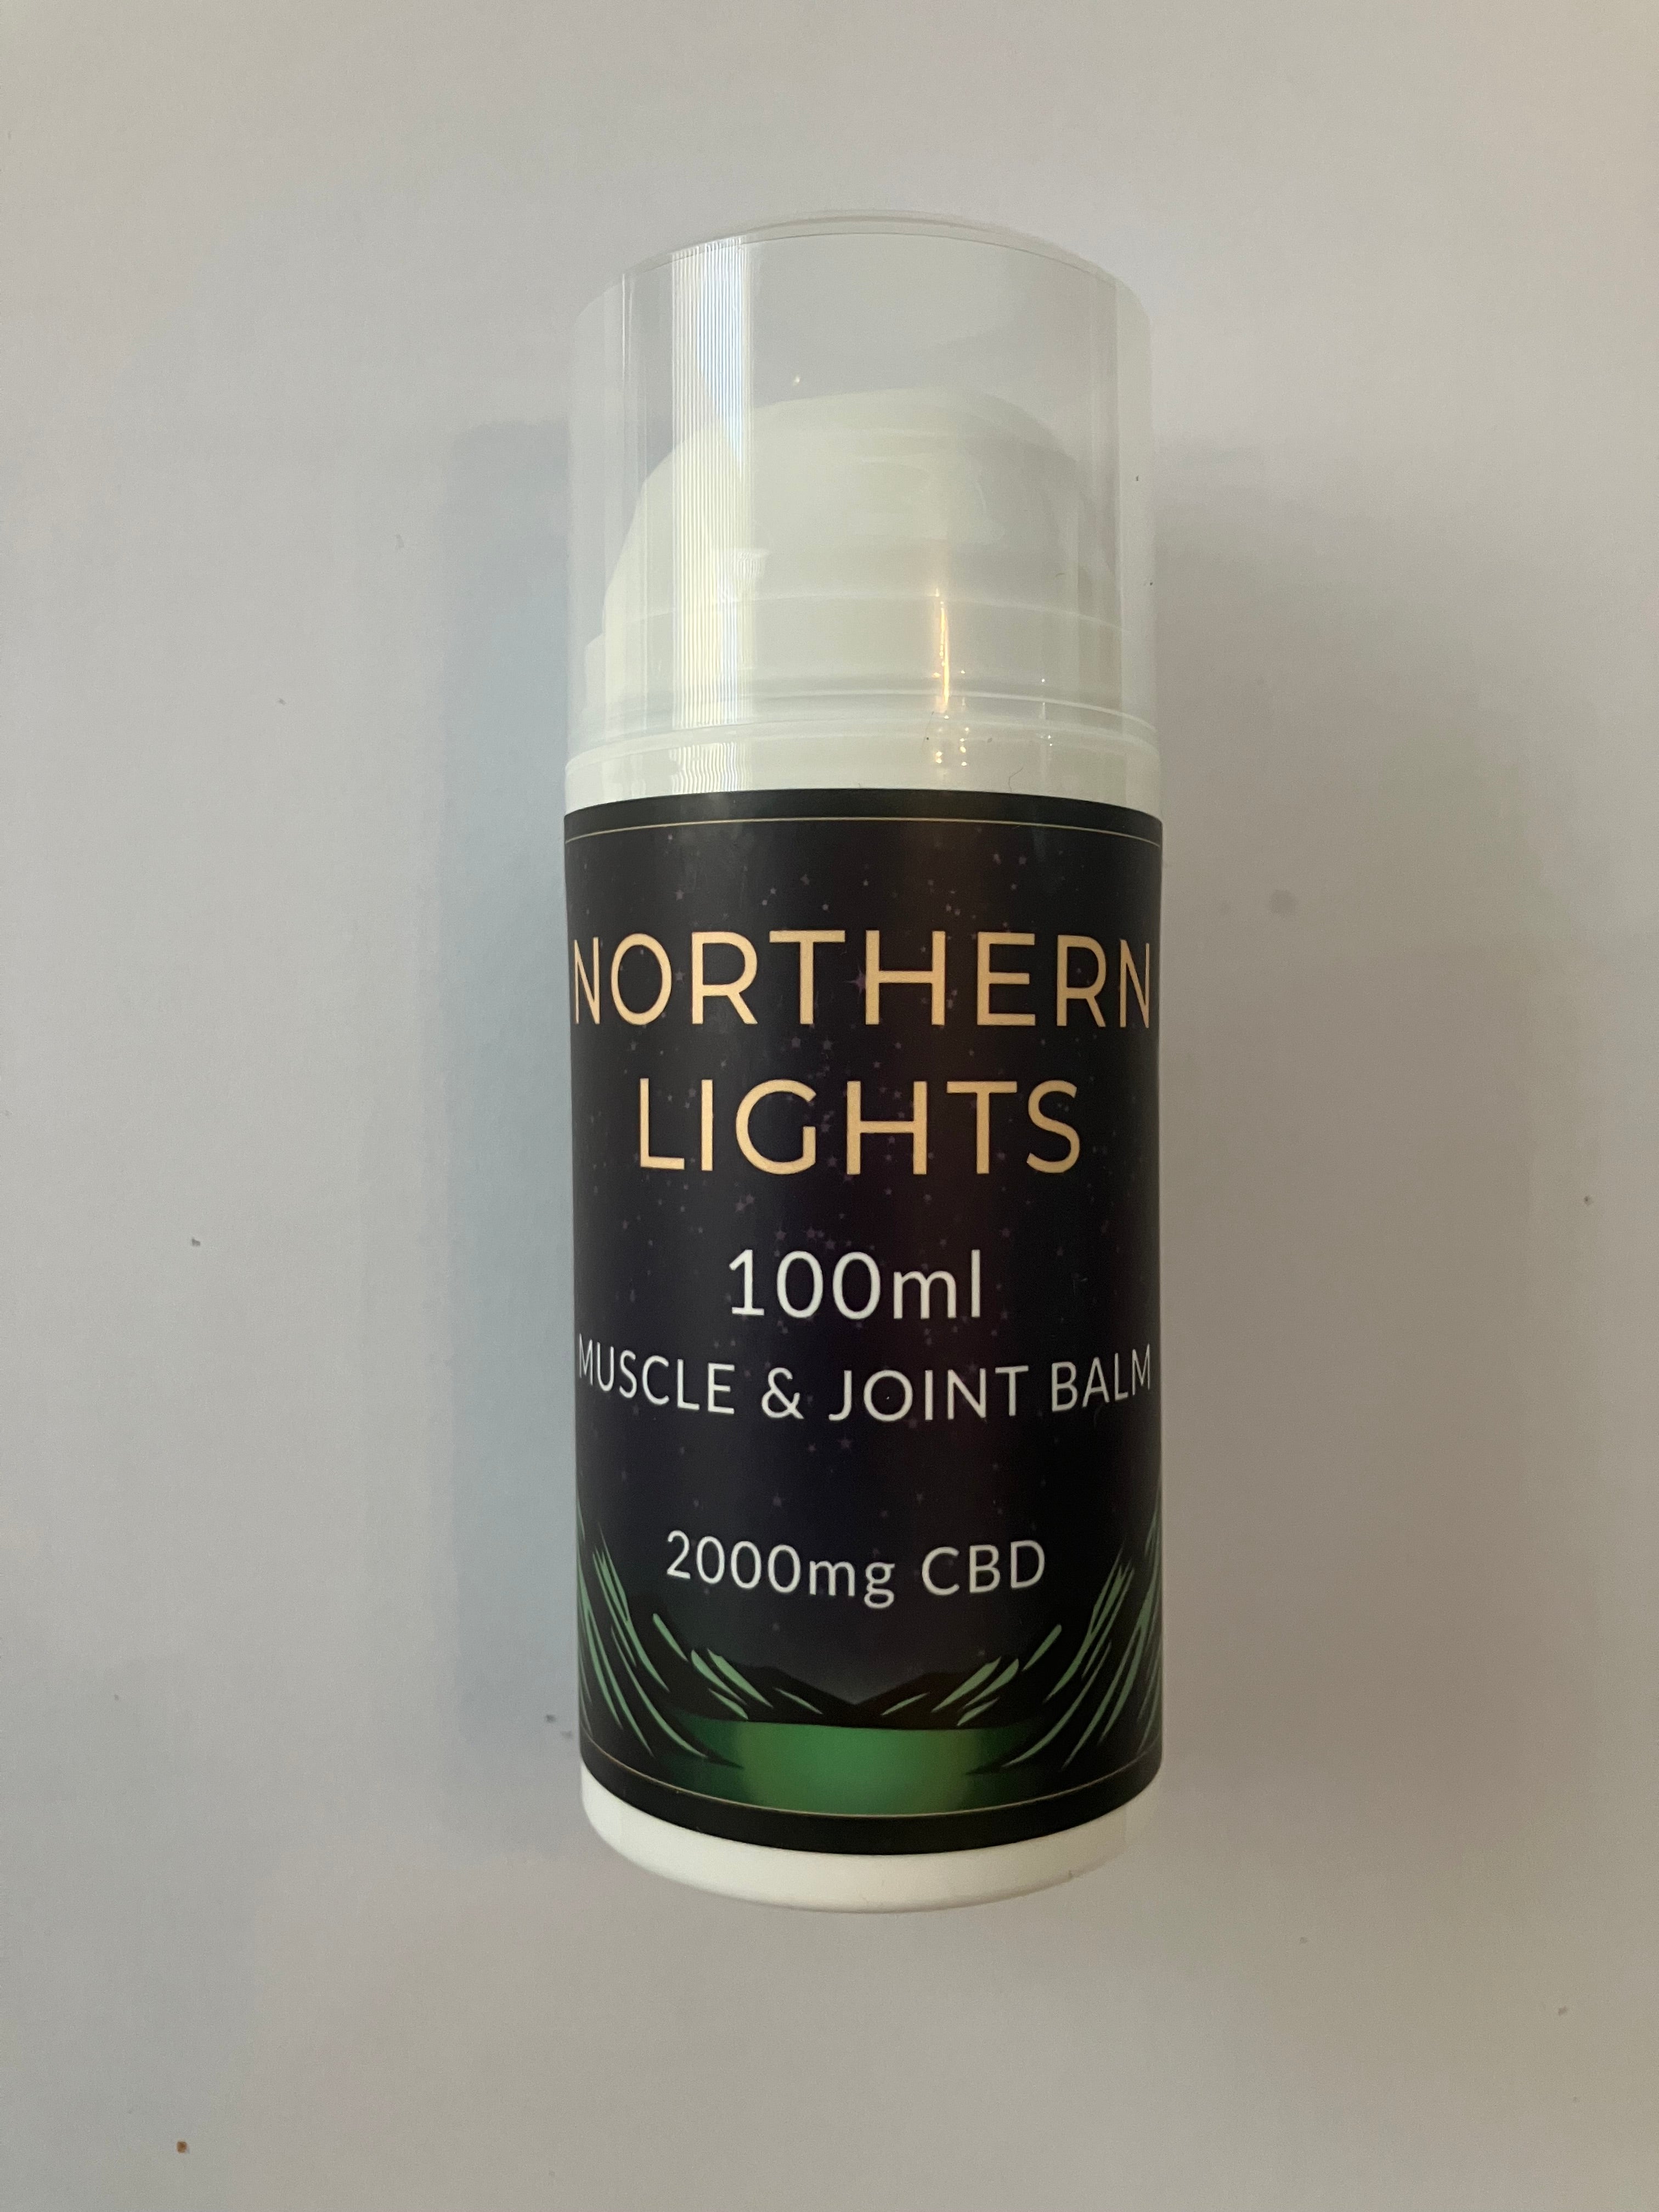 NORTHERN
LIGHTS
100ml
MUSCLE & JOINT BALM
2000mg CBD